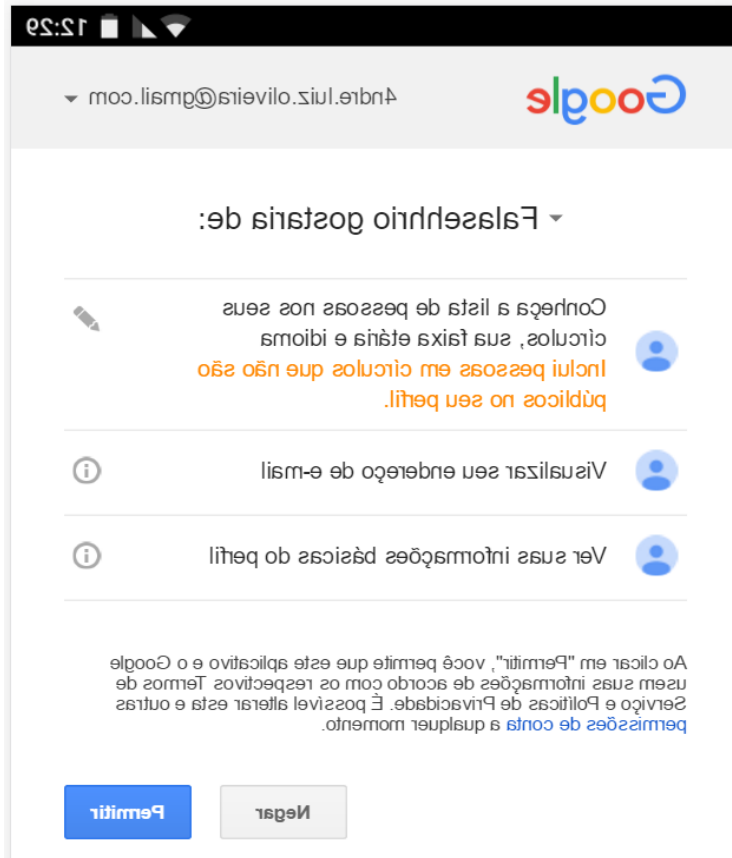 12:29
Google
4ndre.luiz.oliveira@gmail.com
Falasehhrio gostaria de:
Conheça a lista de pessoas nos seus
círculos, sua faixa etária e idioma
Inclui pessoas em círculos que não são
públicos no seu perfil.
Visualizar seu endereço de e-mail
Ver suas informações básicas do perfil
Ao clicar em "Permitir", você permite que este aplicativo e o Google
usem suas informações de acordo com os respectivos Termos de
Serviço e Políticas de Privacidade. É possível alterar esta e outras
permissões de conta a qualquer momento.
Negar
Permitir